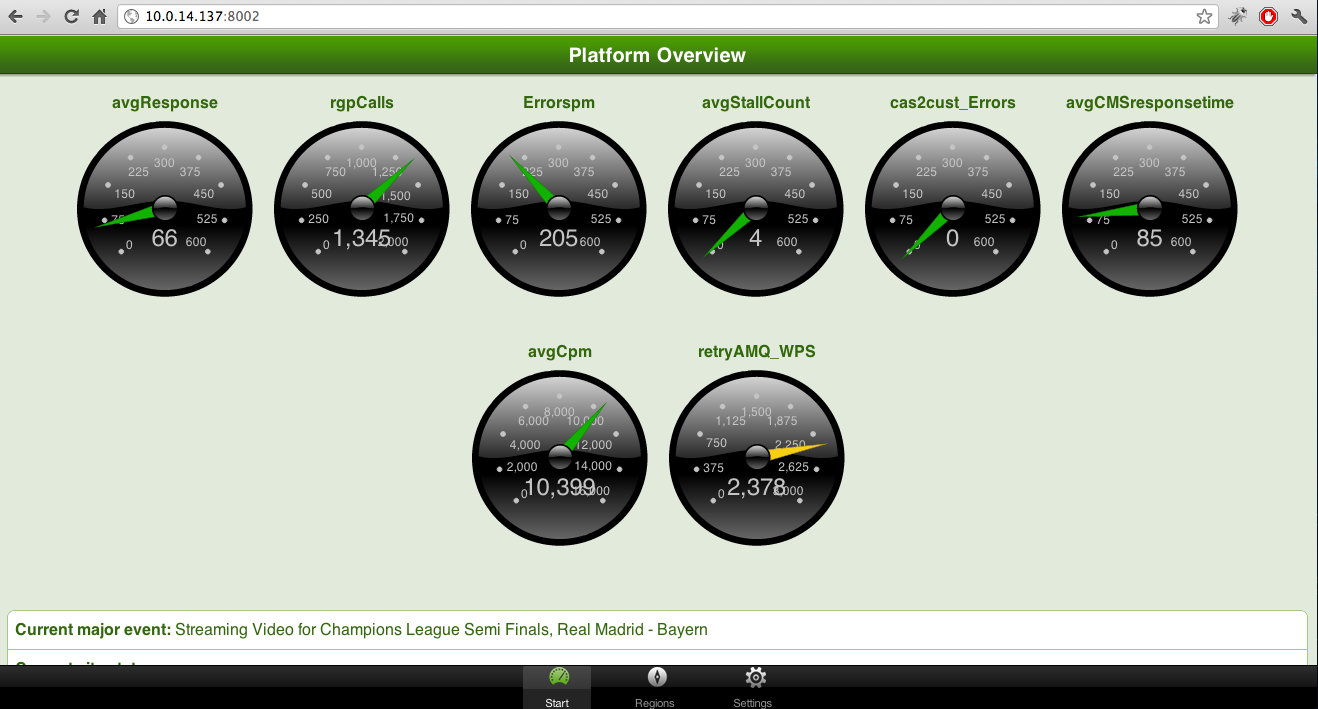 10.0.14.137:8002
Platform Overview
avgResponse
0 75 150 225 300 375 450 525 600
66
rgpCalls
0 250 500 750 1,000 1,250 1,500 1,750 2,000
1,345
Errorspm
0 75 150 225 300 375 450 525 600
205
avgStallCount
0 75 150 225 300 375 450 525 600
4
cas2cust_Errors
0 75 150 225 300 375 450 525 600
0
avgCMSresponsetime
0 75 150 225 300 375 450 525 600
85
avgCpm
0 2,000 4,000 6,000 8,000 10,000 12,000 14,000 16,000
10,399
retryAMQ_WPS
0 375 750 1,125 1,500 1,875 2,250 2,625 3,000
2,378
Current major event: Streaming Video for Champions League Semi Finals, Real Madrid - Bayern
Start
Regions
Settings